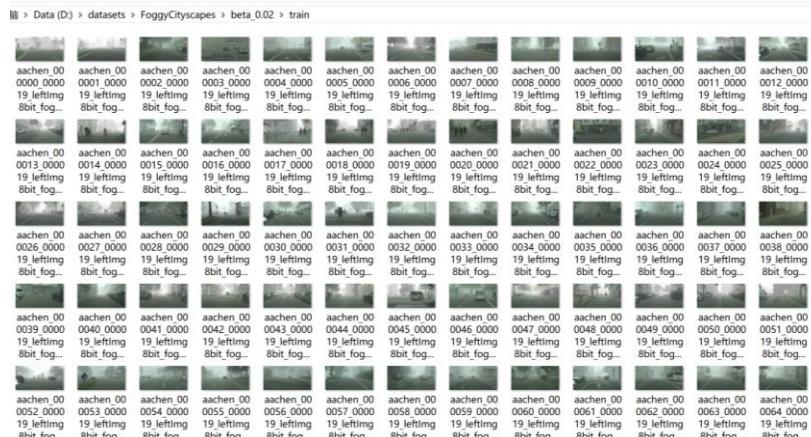 脑 > Data (D:) > datasets > FoggyCityscapes > beta_0.02 > train
aachen_00 aachen_00 aachen_00 aachen_00 aachen_00 aachen_00 aachen_00 aachen_00 aachen_00 aachen_00 aachen_00 aachen_00 aachen_00
0000_0000 0001_0000 0002_0000 0003_0000 0004_0000 0005_0000 0006_0000 0007_0000 0008_0000 0009_0000 0010_0000 0011_0000 0012_0000
19_leftImg 19_leftImg 19_leftImg 19_leftImg 19_leftImg 19_leftImg 19_leftImg 19_leftImg 19_leftImg 19_leftImg 19_leftImg 19_leftImg 19_leftImg
8bit_fog... 8bit_fog... 8bit_fog... 8bit_fog... 8bit_fog... 8bit_fog... 8bit_fog... 8bit_fog... 8bit_fog... 8bit_fog... 8bit_fog... 8bit_fog... 8bit_fog...
aachen_00 aachen_00 aachen_00 aachen_00 aachen_00 aachen_00 aachen_00 aachen_00 aachen_00 aachen_00 aachen_00 aachen_00 aachen_00
0013_0000 0014_0000 0015_0000 0016_0000 0017_0000 0018_0000 0019_0000 0020_0000 0021_0000 0022_0000 0023_0000 0024_0000 0025_0000
19_leftImg 19_leftImg 19_leftImg 19_leftImg 19_leftImg 19_leftImg 19_leftImg 19_leftImg 19_leftImg 19_leftImg 19_leftImg 19_leftImg 19_leftImg
8bit_fog... 8bit_fog... 8bit_fog... 8bit_fog... 8bit_fog... 8bit_fog... 8bit_fog... 8bit_fog... 8bit_fog... 8bit_fog... 8bit_fog... 8bit_fog... 8bit_fog...
aachen_00 aachen_00 aachen_00 aachen_00 aachen_00 aachen_00 aachen_00 aachen_00 aachen_00 aachen_00 aachen_00 aachen_00 aachen_00
0026_0000 0027_0000 0028_0000 0029_0000 0030_0000 0031_0000 0032_0000 0033_0000 0034_0000 0035_0000 0036_0000 0037_0000 0038_0000
19_leftImg 19_leftImg 19_leftImg 19_leftImg 19_leftImg 19_leftImg 19_leftImg 19_leftImg 19_leftImg 19_leftImg 19_leftImg 19_leftImg 19_leftImg
8bit_fog... 8bit_fog... 8bit_fog... 8bit_fog... 8bit_fog... 8bit_fog... 8bit_fog... 8bit_fog... 8bit_fog... 8bit_fog... 8bit_fog... 8bit_fog... 8bit_fog...
aachen_00 aachen_00 aachen_00 aachen_00 aachen_00 aachen_00 aachen_00 aachen_00 aachen_00 aachen_00 aachen_00 aachen_00 aachen_00
0039_0000 0040_0000 0041_0000 0042_0000 0043_0000 0044_0000 0045_0000 0046_0000 0047_0000 0048_0000 0049_0000 0050_0000 0051_0000
19_leftImg 19_leftImg 19_leftImg 19_leftImg 19_leftImg 19_leftImg 19_leftImg 19_leftImg 19_leftImg 19_leftImg 19_leftImg 19_leftImg 19_leftImg
8bit_fog... 8bit_fog... 8bit_fog... 8bit_fog... 8bit_fog... 8bit_fog... 8bit_fog... 8bit_fog... 8bit_fog... 8bit_fog... 8bit_fog... 8bit_fog... 8bit_fog...
aachen_00 aachen_00 aachen_00 aachen_00 aachen_00 aachen_00 aachen_00 aachen_00 aachen_00 aachen_00 aachen_00 aachen_00 aachen_00
0052_0000 0053_0000 0054_0000 0055_0000 0056_0000 0057_0000 0058_0000 0059_0000 0060_0000 0061_0000 0062_0000 0063_0000 0064_0000
19_leftImg 19_leftImg 19_leftImg 19_leftImg 19_leftImg 19_leftImg 19_leftImg 19_leftImg 19_leftImg 19_leftImg 19_leftImg 19_leftImg 19_leftImg